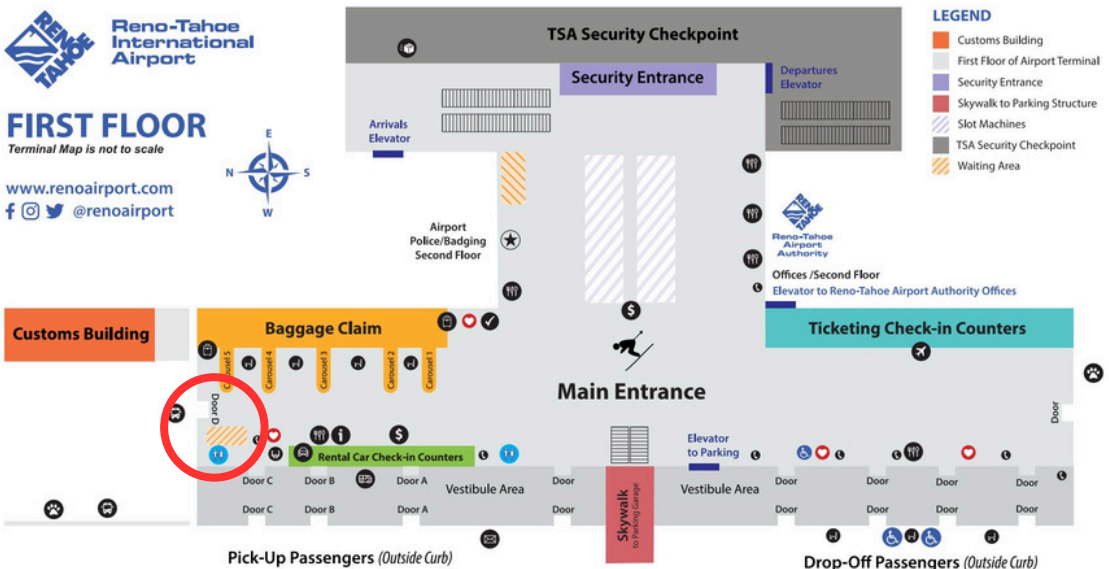 RENO
TAHOE
Reno-Tahoe
International
Airport
FIRST FLOOR
Terminal Map is not to scale
www.renoairport.com
@renoairport
E
N
S
W
TSA Security Checkpoint
Security Entrance
Departures
Elevator
Arrivals
Elevator
LEGEND
Customs Building
First Floor of Airport Terminal
Security Entrance
Skywalk to Parking Structure
Slot Machines
TSA Security Checkpoint
Waiting Area
Airport
Police/Badging
Second Floor
RENO
TAHOE
Reno-Tahoe
Airport
Authority
Offices /Second Floor
Elevator to Reno-Tahoe Airport Authority Offices
$
Customs Building
Baggage Claim
Carousel 5
Carousel 4
Carousel 3
Carousel 2
Carousel 1
Ticketing Check-in Counters
Main Entrance
Door D
Door
i
$
Rental Car Check-in Counters
Elevator
to Parking
Door C
Door B
Door A
Vestibule Area
Door
Vestibule Area
Door
Door
Door
Door
Door C
Door B
Door A
Door
Door
Door
Door
Door
Skywalk
to Parking Garage
Pick-Up Passengers (Outside Curb)
Drop-Off Passengers (Outside Curb)